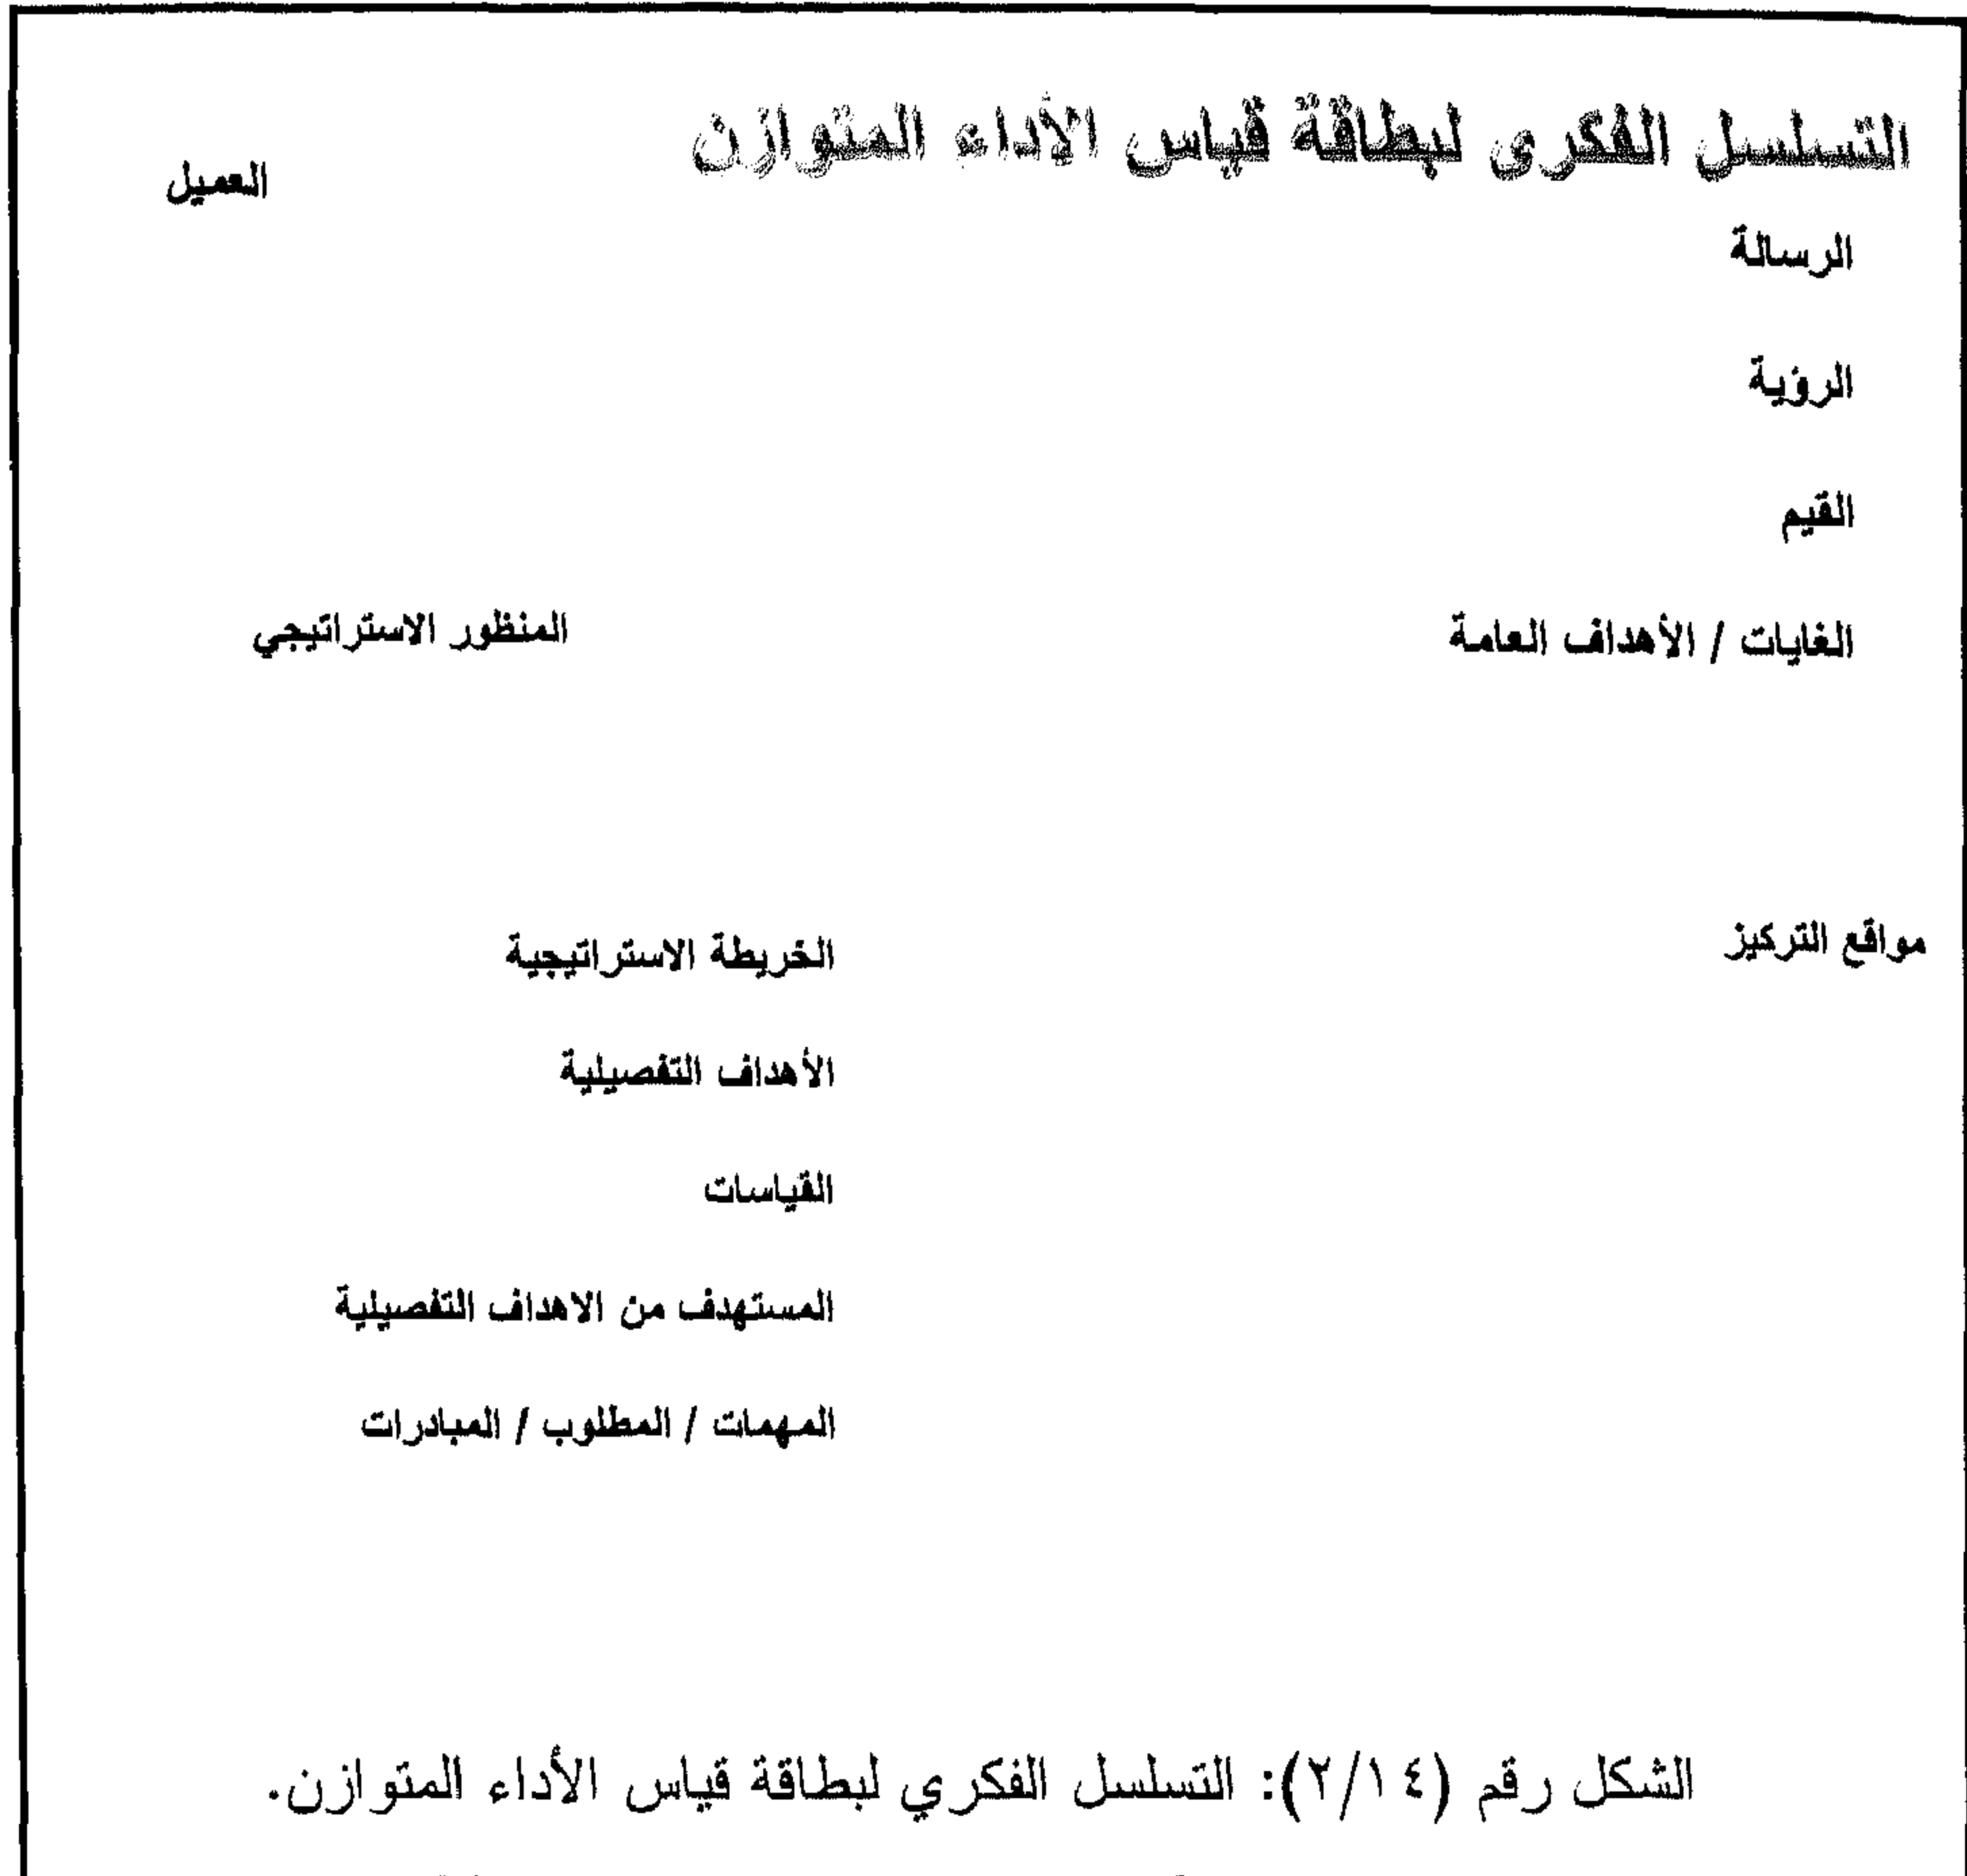 التسلسل الفكرى لبطاقة قياس الأداء المتوازن
العميل
الرسالة
الرؤية
القيم
الغايات / الأهداف العامة
المنظور الاستراتيجي
مواقع التركيز
الخريطة الاستراتيجية
الأهداف التفصيلية
القياسات
المستهدف من الاهداف التفصيلية
المهمات / المطلوب / المبادرات
الشكل رقم (٢/١٤): التسلسل الفكري لبطاقة قياس الأداء المتوازن.